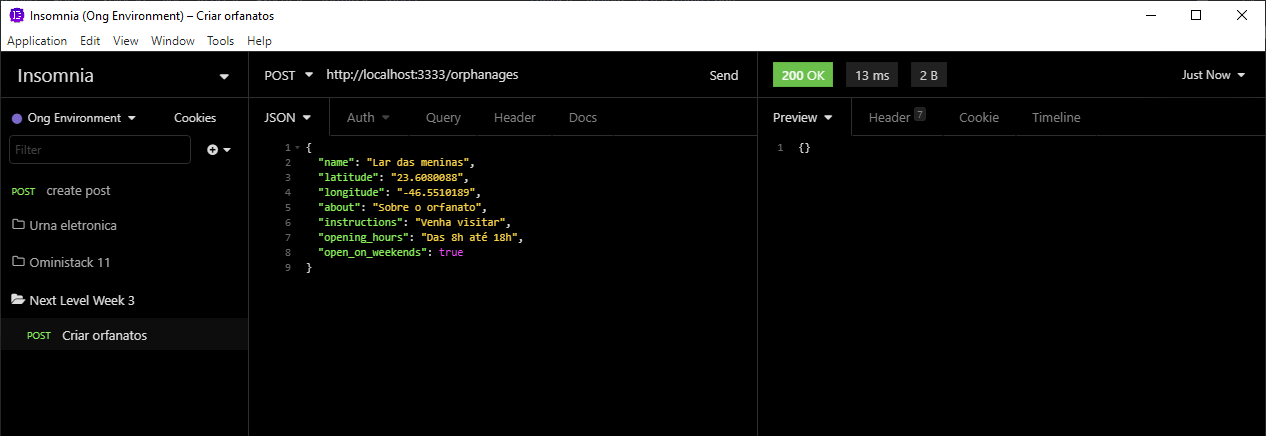 Insomnia (Ong Environment) – Criar orfanatos
Application Edit View Window Tools Help
Insomnia
POST http://localhost:3333/orphanages Send
200 OK 13 ms 2 B Just Now
Ong Environment Cookies
JSON Auth Query Header Docs
Preview Header 7 Cookie Timeline
Filter
POST create post
Urna eletronica
Oministack 11
Next Level Week 3
POST Criar orfanatos
1 {
2 "name": "Lar das meninas",
3 "latitude": "23.6080088",
4 "longitude": "-46.5510189",
5 "about": "Sobre o orfanato",
6 "instructions": "Venha visitar",
7 "opening_hours": "Das 8h até 18h",
8 "open_on_weekends": true
9 }
1 {}